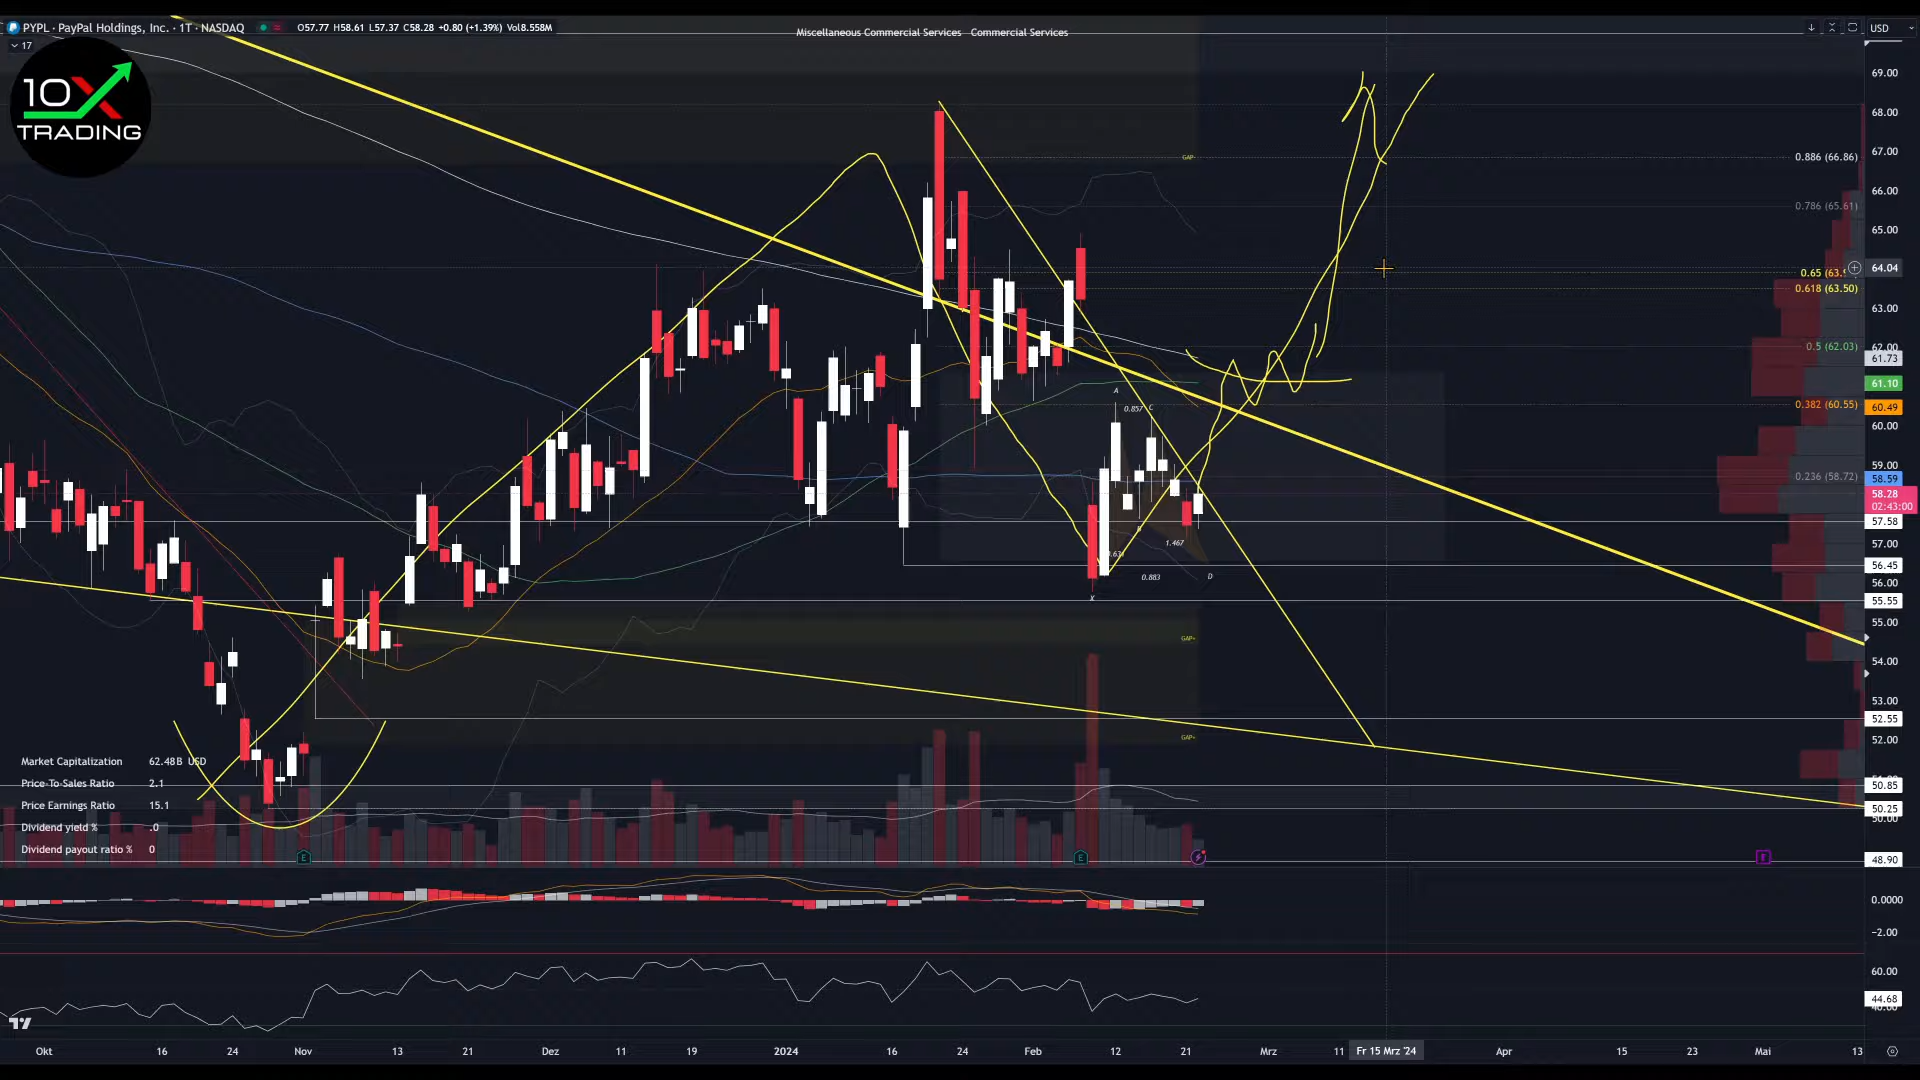 PYPL · PayPal Holdings, Inc. · 1T · NASDAQ O57.77 H58.61 L57.37 C58.28 +0.80 (+1.39%) Vol8.558M
Miscellaneous Commercial Services Commercial Services
USD
17
10X
TRADING
69.00
68.00
67.00
66.00
65.00
64.04
63.00
62.00
61.73
61.10
60.49
60.00
59.00
58.59
58.28
02:43:00
57.58
57.00
56.45
56.00
55.55
55.00
54.00
53.00
52.55
52.00
50.85
50.25
50.00
48.90
0.0000
−2.00
60.00
44.68
0.886 (66.86)
0.786 (65.61)
0.65 (63.
0.618 (63.50)
0.5 (62.03)
0.382 (60.55)
0.236 (58.72)
GAP-
GAP+
GAP+
A
0.857
C
B
1.467
0.883
D
X
Market Capitalization 62.48B USD
Price-To-Sales Ratio 2.1
Price Earnings Ratio 15.1
Dividend yield % .0
Dividend payout ratio % 0
E
E
E
Okt 16 24 Nov 13 21 Dez 11 19 2024 16 24 Feb 12 21 Mrz 11 Fr 15 Mrz '24 Apr 15 23 Mai 13